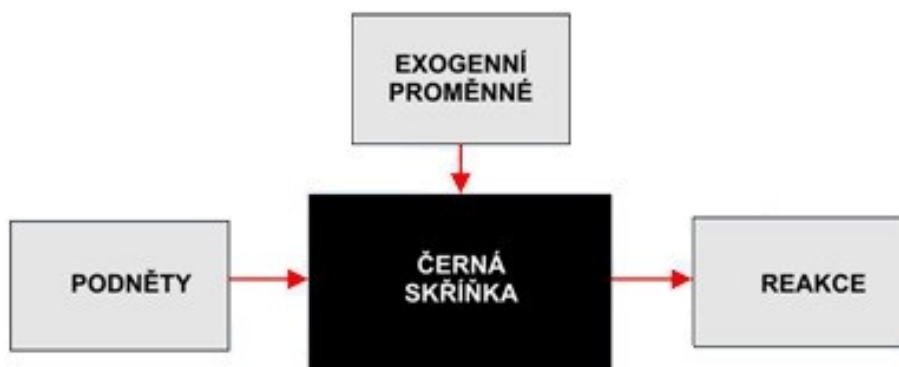 EXOGENNÍ
PROMĚNNÉ
PODNĚTY
ČERNÁ
SKŘÍŇKA
REAKCE